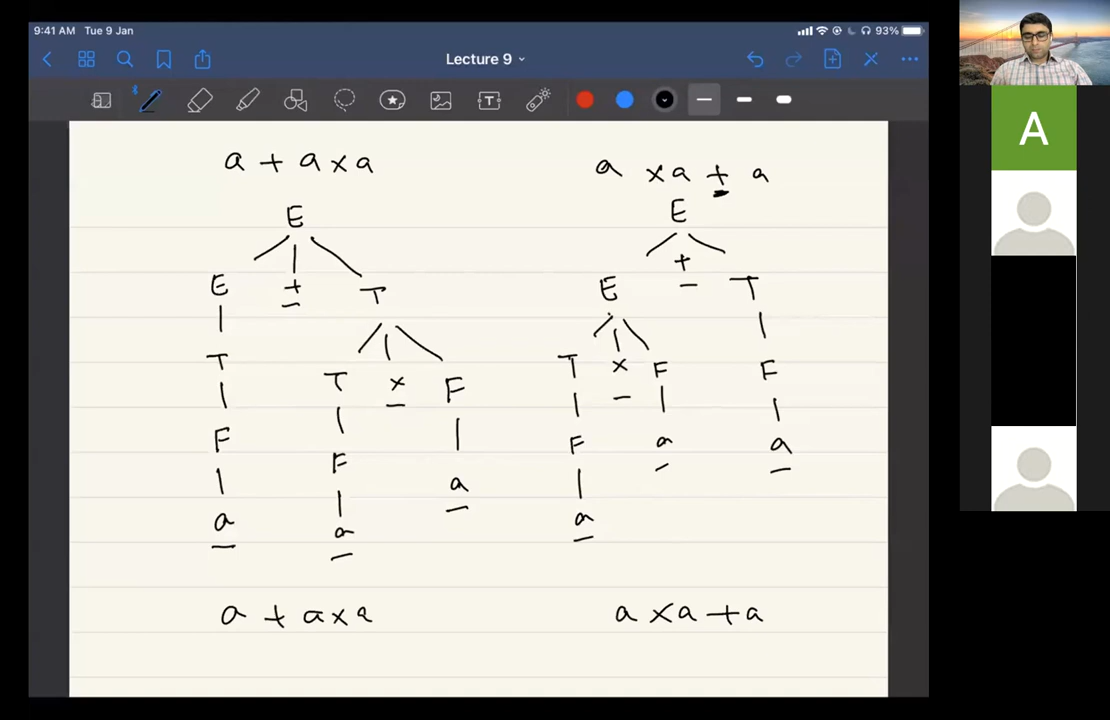 9:41 AM Tue 9 Jan
93%
Lecture 9
T
A
a + a × a
E
E + T
T T × F
F F a
a a
a + a × a
a × a + a
E
E + T
T × F F
F a a
a
a × a + a